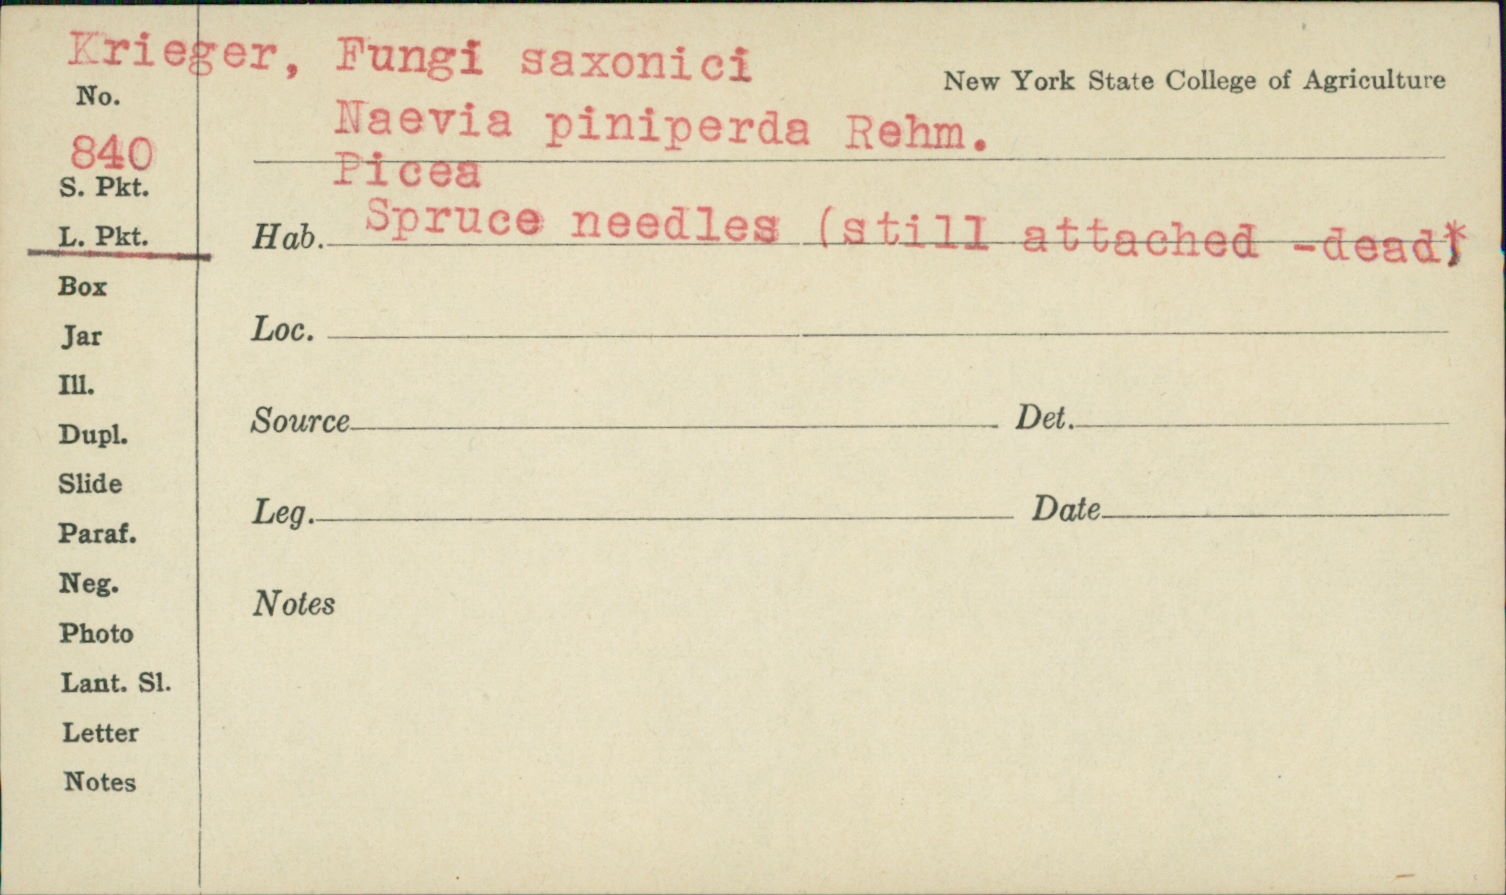 Krieger, Fungi saxonici
New York State College of Agriculture
No.
840
Naevia piniperda Rehm.
Picea
S. Pkt.
L. Pkt.
Hab. Spruce needles (still attached -dead)*
Box
Jar
Loc.
Ill.
Dupl.
Source Det.
Slide
Leg. Date
Paraf.
Neg.
Notes
Photo
Lant. Sl.
Letter
Notes